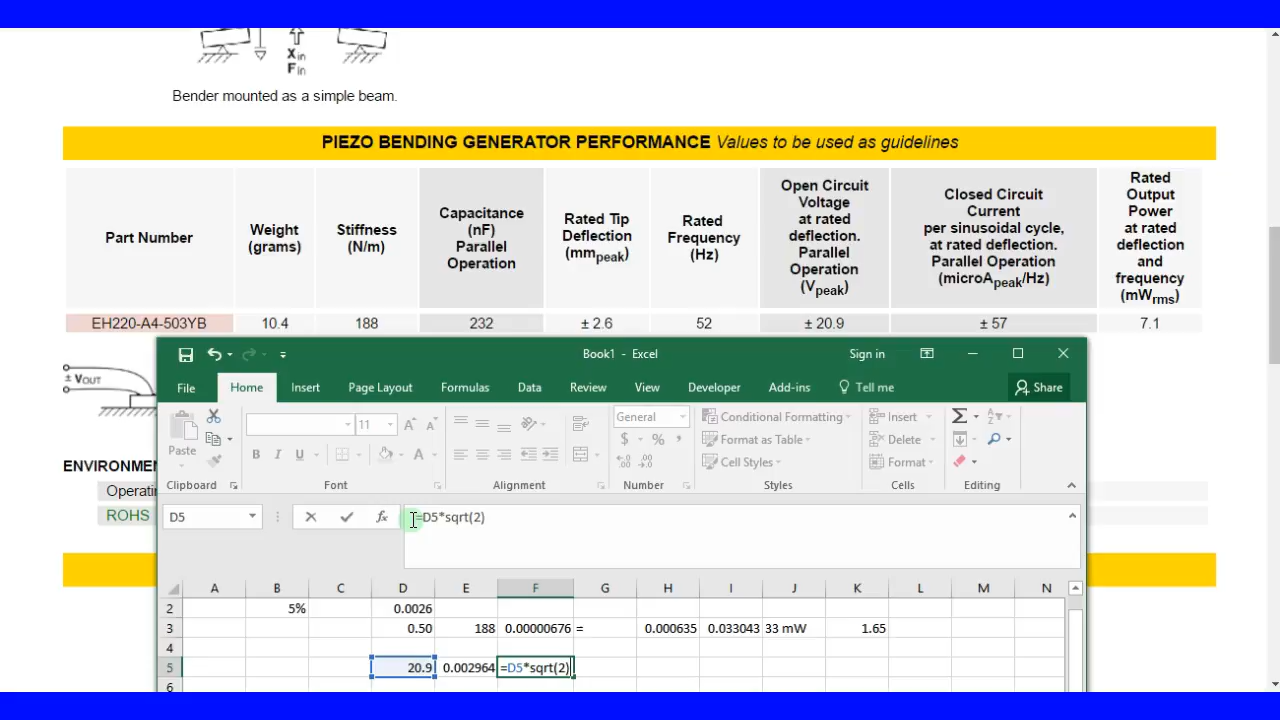 X in
F in
Bender mounted as a simple beam.
PIEZO BENDING GENERATOR PERFORMANCE Values to be used as guidelines
Part Number
Weight
(grams)
Stiffness
(N/m)
Capacitance
(nF)
Parallel
Operation
Rated Tip
Deflection
(mmpeak)
Rated
Frequency
(Hz)
Open Circuit
Voltage
at rated
deflection.
Parallel
Operation
(Vpeak)
Closed Circuit
Current
per sinusoidal cycle,
at rated deflection.
Parallel Operation
(microApeak/Hz)
Rated
Output
Power
at rated
deflection
and
frequency
(mWrms)
EH220-A4-503YB 10.4 188 232 ± 2.6 52 ± 20.9 ± 57 7.1
± VOUT
ENVIRONMEN
Operatin
ROHS
Book1 - Excel Sign in
File Home Insert Page Layout Formulas Data Review View Developer Add-ins Tell me Share
Paste
11
General
Conditional Formatting
Format as Table
Cell Styles
Insert
Delete
Format
Clipboard Font Alignment Number Styles Cells Editing
D5 fx =D5*sqrt(2)
A B C D E F G H I J K L M N
2 5% 0.0026
3 0.50 188 0.00000676 = 0.000635 0.033043 33 mW 1.65
4
5 20.9 0.002964 =D5*sqrt(2)
6